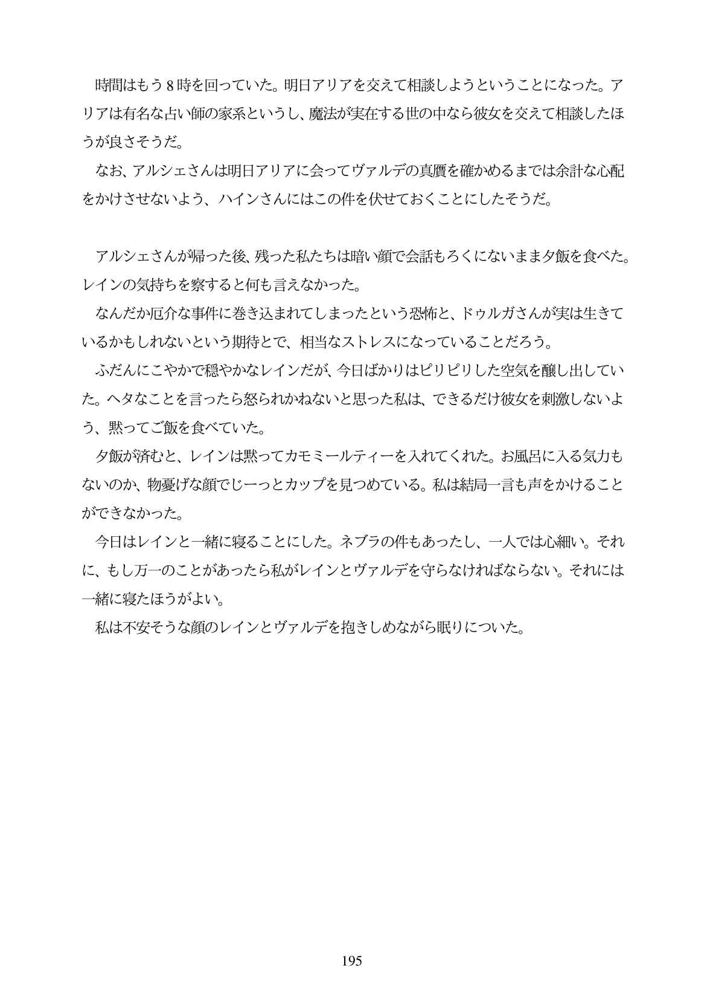 時間はもう 8 時を回っていた。明日アリアを交えて相談しようということになった。ア
リアは有名な占い師の家系というし、魔法が実在する世の中なら彼女を交えて相談したほ
うが良さそうだ。
なお、アルシェさんは明日アリアに会ってヴァルデの真贋を確かめるまでは余計な心配
をかけさせないよう、ハインさんにはこの件を伏せておくことにしたそうだ。
アルシェさんが帰った後、残った私たちは暗い顔で会話もろくにないまま夕飯を食べた。
レインの気持ちを察すると何も言えなかった。
なんだか厄介な事件に巻き込まれてしまったという恐怖と、ドゥルガさんが実は生きて
いるかもしれないという期待とで、相当なストレスになっていることだろう。
ふだんにこやかで穏やかなレインだが、今日ばかりはピリピリした空気を醸し出してい
た。ヘタなことを言ったら怒られかねないと思った私は、できるだけ彼女を刺激しないよ
う、黙ってご飯を食べていた。
夕飯が済むと、レインは黙ってカモミールティーを入れてくれた。お風呂に入る気力も
ないのか、物憂げな顔でじーっとカップを見つめている。私は結局一言も声をかけること
ができなかった。
今日はレインと一緒に寝ることにした。ネブラの件もあったし、一人では心細い。それ
に、もし万一のことがあったら私がレインとヴァルデを守らなければならない。それには
一緒に寝たほうがよい。
私は不安そうな顔のレインとヴァルデを抱きしめながら眠りについた。
195